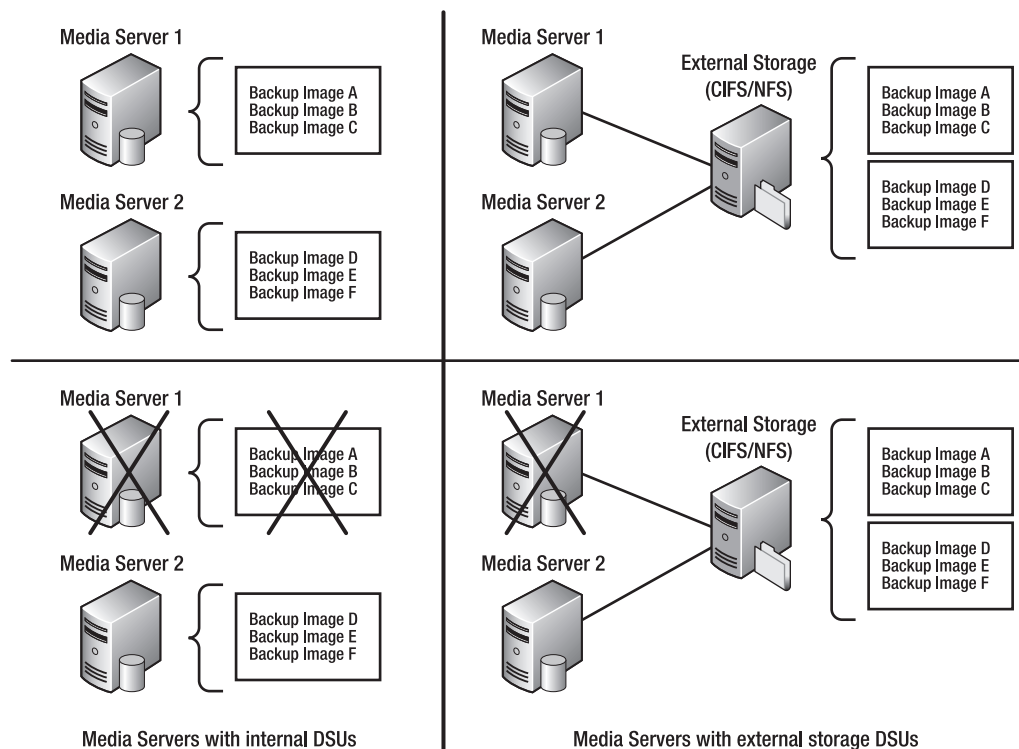 Media Server 1
Backup Image A
Backup Image B
Backup Image C
Media Server 2
Backup Image D
Backup Image E
Backup Image F
Media Server 1
External Storage
(CIFS/NFS)
Backup Image A
Backup Image B
Backup Image C
Media Server 2
Backup Image D
Backup Image E
Backup Image F
Media Server 1
Backup Image A
Backup Image B
Backup Image C
Media Server 2
Backup Image D
Backup Image E
Backup Image F
Media Servers with internal DSUs
Media Server 1
External Storage
(CIFS/NFS)
Backup Image A
Backup Image B
Backup Image C
Media Server 2
Backup Image D
Backup Image E
Backup Image F
Media Servers with external storage DSUs